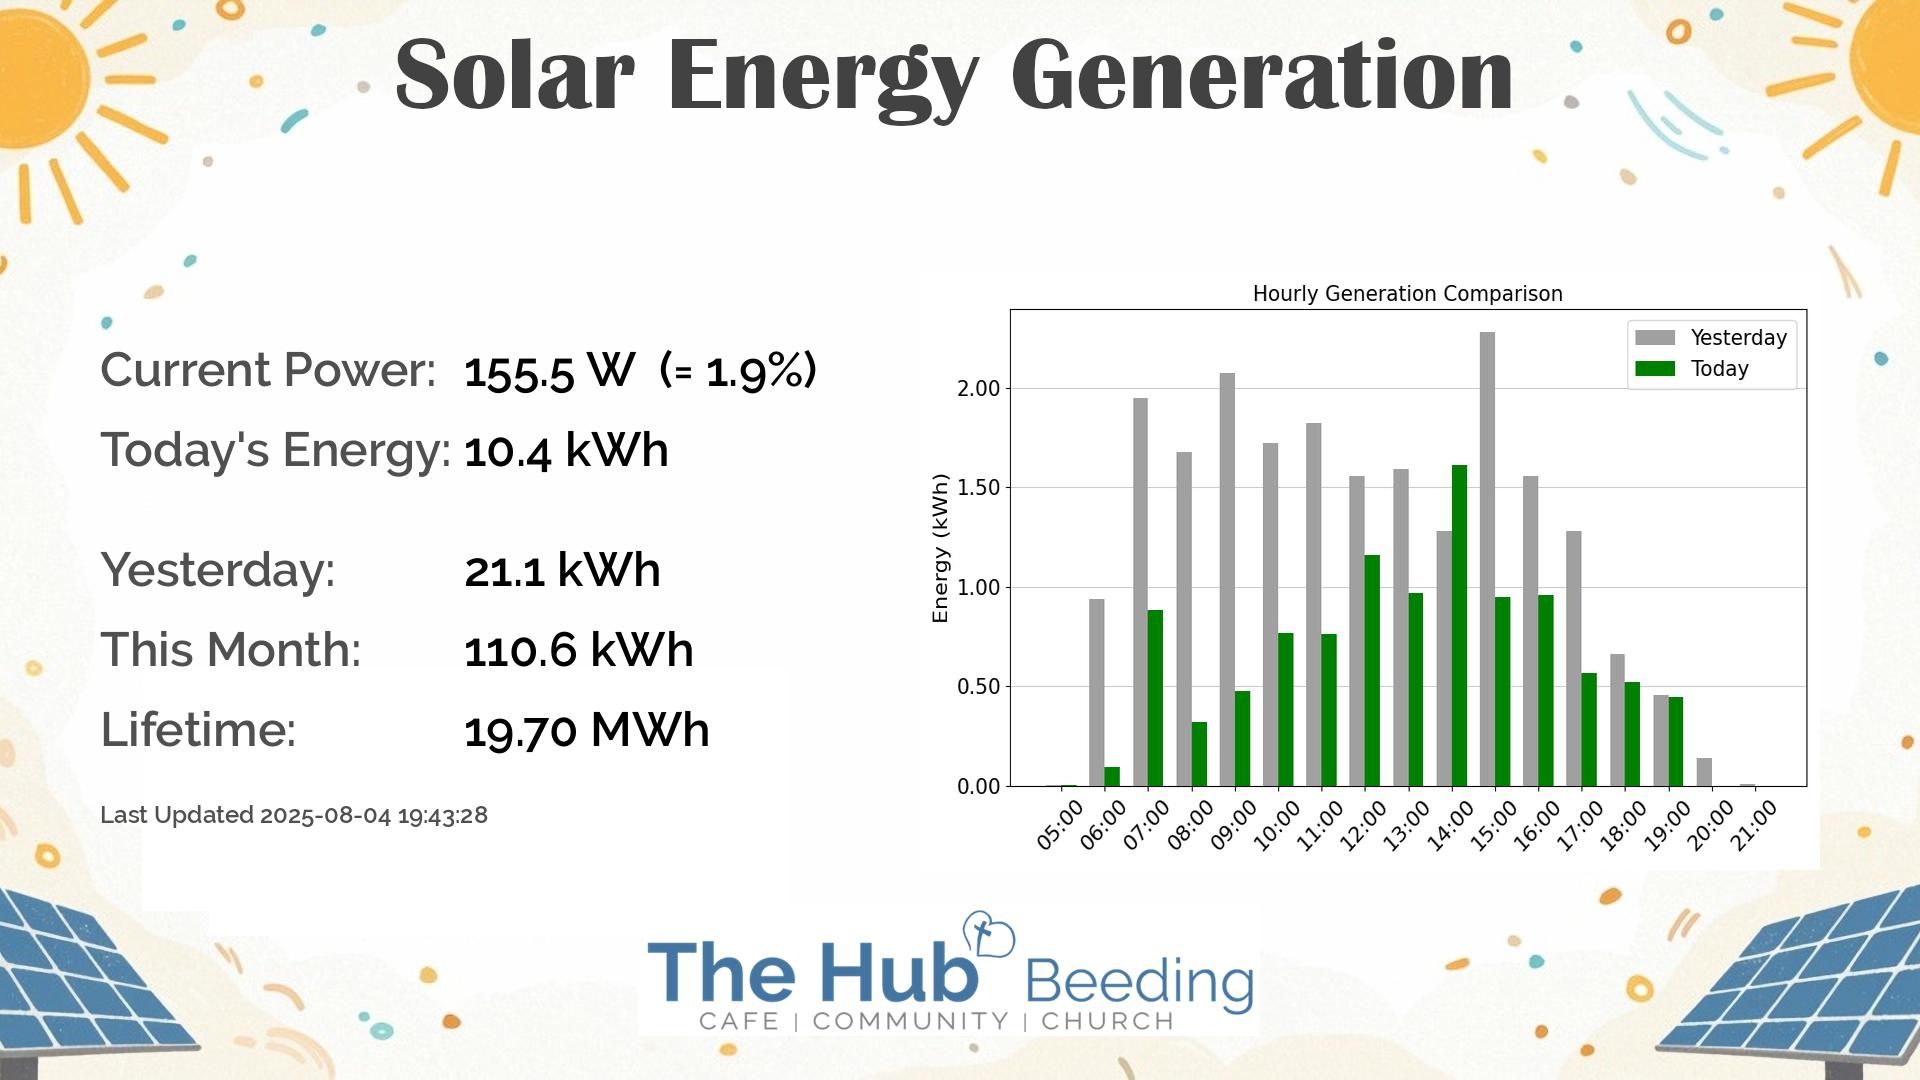 Solar Energy Generation
Current Power: 155.5 W (= 1.9%)
Today's Energy: 10.4 kWh
Yesterday: 21.1 kWh
This Month: 110.6 kWh
Lifetime: 19.70 MWh
Last Updated 2025-08-04 19:43:28
Hourly Generation Comparison
Yesterday
Today
Energy (kWh)
2.00
1.50
1.00
0.50
0.00
05:00 06:00 07:00 08:00 09:00 10:00 11:00 12:00 13:00 14:00 15:00 16:00 17:00 18:00 19:00 20:00 21:00
The Hub Beeding
CAFE | COMMUNITY | CHURCH